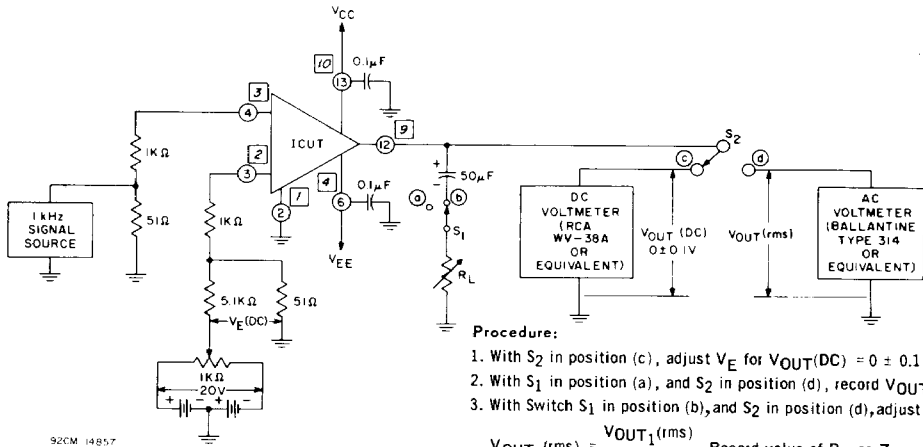 VCC
10
0.1μF
13
3
4
ICUT
9
12
S2
1KΩ
2
3
4
0.1μF
50μF
+
-
(a)
(b)
(c)
(d)
1
2
6
1 kHz
SIGNAL
SOURCE
51Ω
1KΩ
VEE
S1
RL
DC
VOLTMETER
(RCA
WV-38A
OR
EQUIVALENT)
VOUT (DC)
0±0.1V
VOUT (rms)
AC
VOLTMETER
(BALLANTINE
TYPE 314
OR
EQUIVALENT)
5.1KΩ
51Ω
VE(DC)
1KΩ
20V
+ - + -
Procedure:
1. With S2 in position (c), adjust VE for VOUT(DC) = 0 ± 0.1
2. With S1 in position (a), and S2 in position (d), record VOUT
3. With Switch S1 in position (b), and S2 in position (d), adjust
VOUT1(rms)
92CM 14857